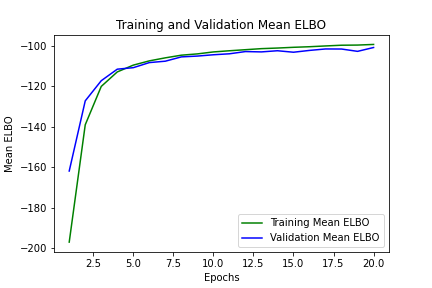 Training and Validation Mean ELBO
−100
−120
−140
−160
−180
−200
Mean ELBO
2.5 5.0 7.5 10.0 12.5 15.0 17.5 20.0
Epochs
Training Mean ELBO
Validation Mean ELBO